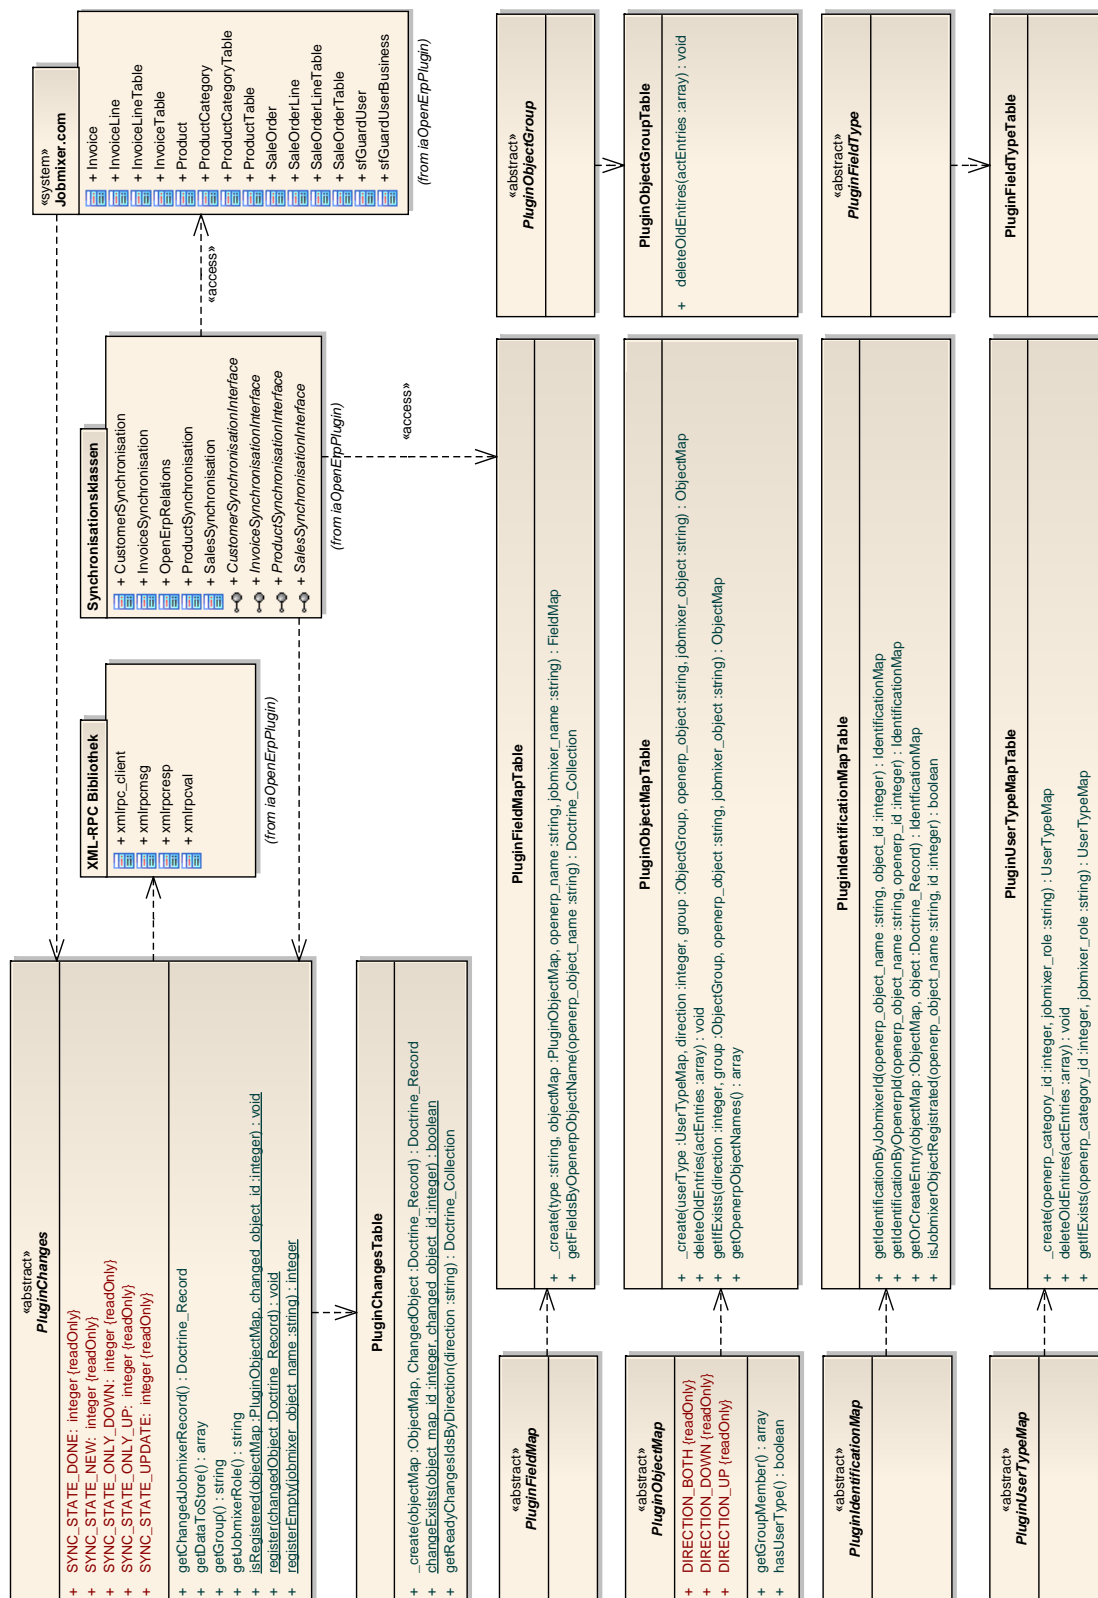 «abstract»
PluginChanges
+ SYNC_STATE_DONE: integer {readOnly}
+ SYNC_STATE_NEW: integer {readOnly}
+ SYNC_STATE_ONLY_DOWN: integer {readOnly}
+ SYNC_STATE_ONLY_UP: integer {readOnly}
+ SYNC_STATE_UPDATE: integer {readOnly}
+ getChangedJobmixerRecord() : Doctrine_Record
+ getDataToStore() : array
+ getGroup() : string
+ getJobmixerRole() : string
+ isRegistered(objectMap :PluginObjectMap, changed_object_id :integer) : void
+ register(changedObject :Doctrine_Record) : void
+ registerEmpty(jobmixer_object_name :string) : integer
XML-RPC Bibliothek
+ xmlrpc_client
+ xmlrpcmsg
+ xmlrpcresp
+ xmlrpcval
(from iaOpenErpPlugin)
Synchronisationsklassen
+ CustomerSynchronisation
+ InvoiceSynchronisation
+ OpenErpRelations
+ ProductSynchronisation
+ SalesSynchronisation
+ CustomerSynchronisationInterface
+ InvoiceSynchronisationInterface
+ ProductSynchronisationInterface
+ SalesSynchronisationInterface
(from iaOpenErpPlugin)
«access»
«system»
Jobmixer.com
+ Invoice
+ InvoiceLine
+ InvoiceLineTable
+ InvoiceTable
+ Product
+ ProductCategory
+ ProductCategoryTable
+ ProductTable
+ SaleOrder
+ SaleOrderLine
+ SaleOrderLineTable
+ SaleOrderTable
+ sfGuardUser
+ sfGuardUserBusiness
(from iaOpenErpPlugin)
«access»
PluginChangesTable
+ _create(objectMap :ObjectMap, ChangedObject :Doctrine_Record) : Doctrine_Record
+ changeExists(object_map_id :integer, changed_object_id :integer) : boolean
+ getReadyChangesIdsByDirection(direction :string) : Doctrine_Collection
«abstract»
PluginFieldMap
PluginFieldMapTable
+ _create(type :string, objectMap :PluginObjectMap, openerp_name :string, jobmixer_name :string) : FieldMap
+ getFieldsByOpenerpObjectName(openerp_object_name :string) : Doctrine_Collection
«abstract»
PluginObjectGroup
«abstract»
PluginObjectMap
+ DIRECTION_BOTH {readOnly}
+ DIRECTION_DOWN {readOnly}
+ DIRECTION_UP {readOnly}
+ getGroupMember() : array
+ hasUserType() : boolean
PluginObjectMapTable
+ _create(userType :UserTypeMap, direction :integer, group :ObjectGroup, openerp_object :string, jobmixer_object :string) : ObjectMap
+ deleteOldEntires(actEntries :array) : void
+ getIfExists(direction :integer, group :ObjectGroup, openerp_object :string, jobmixer_object :string) : ObjectMap
+ getOpenerpObjectNames() : array
PluginObjectGroupTable
+ deleteOldEntires(actEntries :array) : void
«abstract»
PluginIdentificationMap
PluginIdentificationMapTable
+ getIdentificationByJobmixerId(openerp_object_name :string, object_id :integer) : IdentificationMap
+ getIdentificationByOpenerpId(openerp_object_name :string, openerp_id :integer) : IdentificationMap
+ getOrCreateEntry(objectMap :ObjectMap, object :Doctrine_Record) : IdentficationMap
+ isJobmixerObjectRegistrated(openerp_object_name :string, id :integer) : boolean
«abstract»
PluginFieldType
«abstract»
PluginUserTypeMap
PluginUserTypeMapTable
+ _create(openerp_category_id :integer, jobmixer_role :string) : UserTypeMap
+ deleteOldEntires(actEntries :array) : void
+ getIfExists(openerp_category_id :integer, jobmixer_role :string) : UserTypeMap
PluginFieldTypeTable